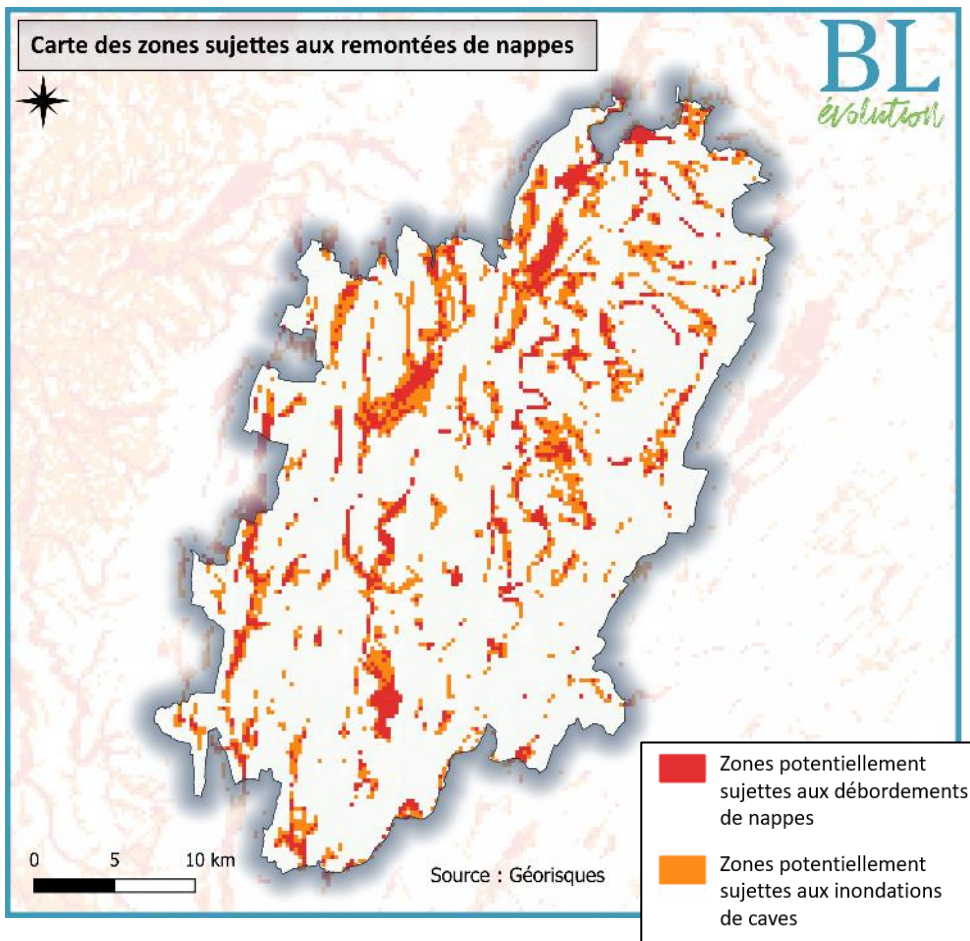 Carte des zones sujettes aux remontées de nappes
BL
évolution
0 5 10 km
Source : Géorisques
Zones potentiellement
sujettes aux débordements
de nappes
Zones potentiellement
sujettes aux inondations
de caves